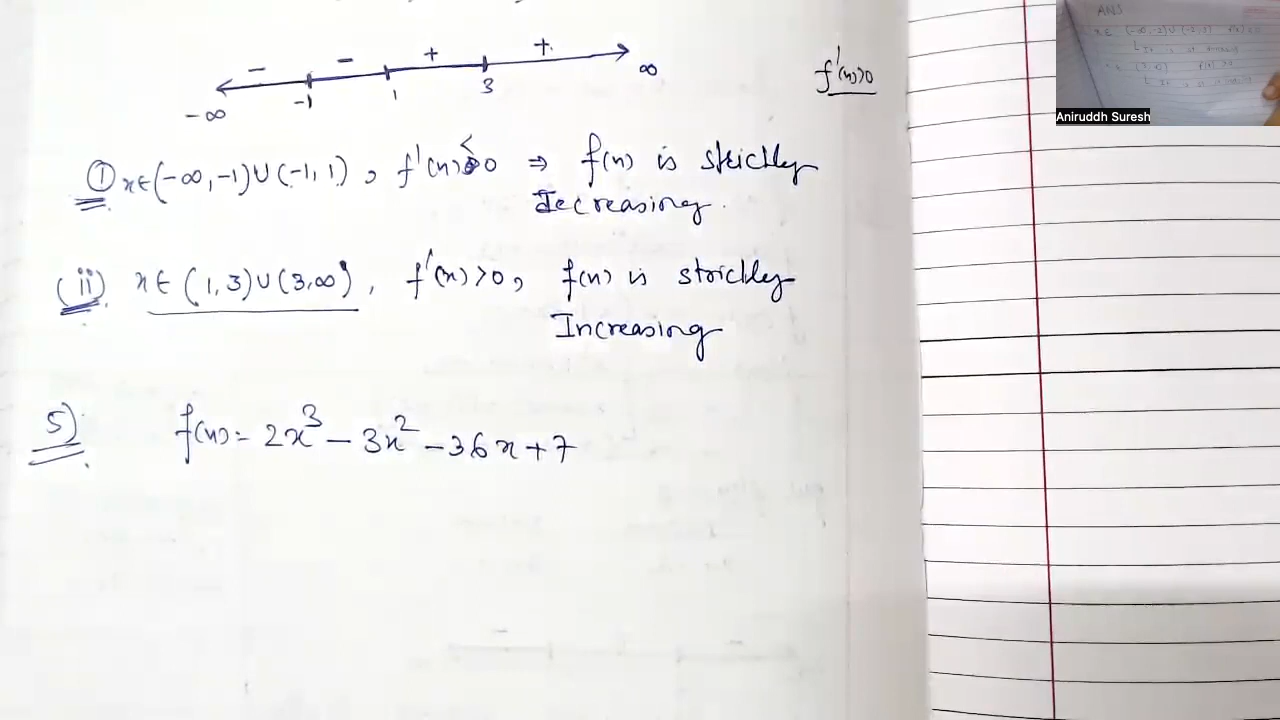 − − + +
-∞ -1 1 3 ∞
f'(x)>0
① x∈(-∞,-1)∪(-1,1), f'(x)<0 ⇒ f(x) is strictly
Decreasing.
(ii) x∈(1,3)∪(3,∞), f'(x)>0, f(x) is strictly
Increasing
5) f(x)= 2x³ − 3x² − 36x + 7
ANS
Aniruddh Suresh